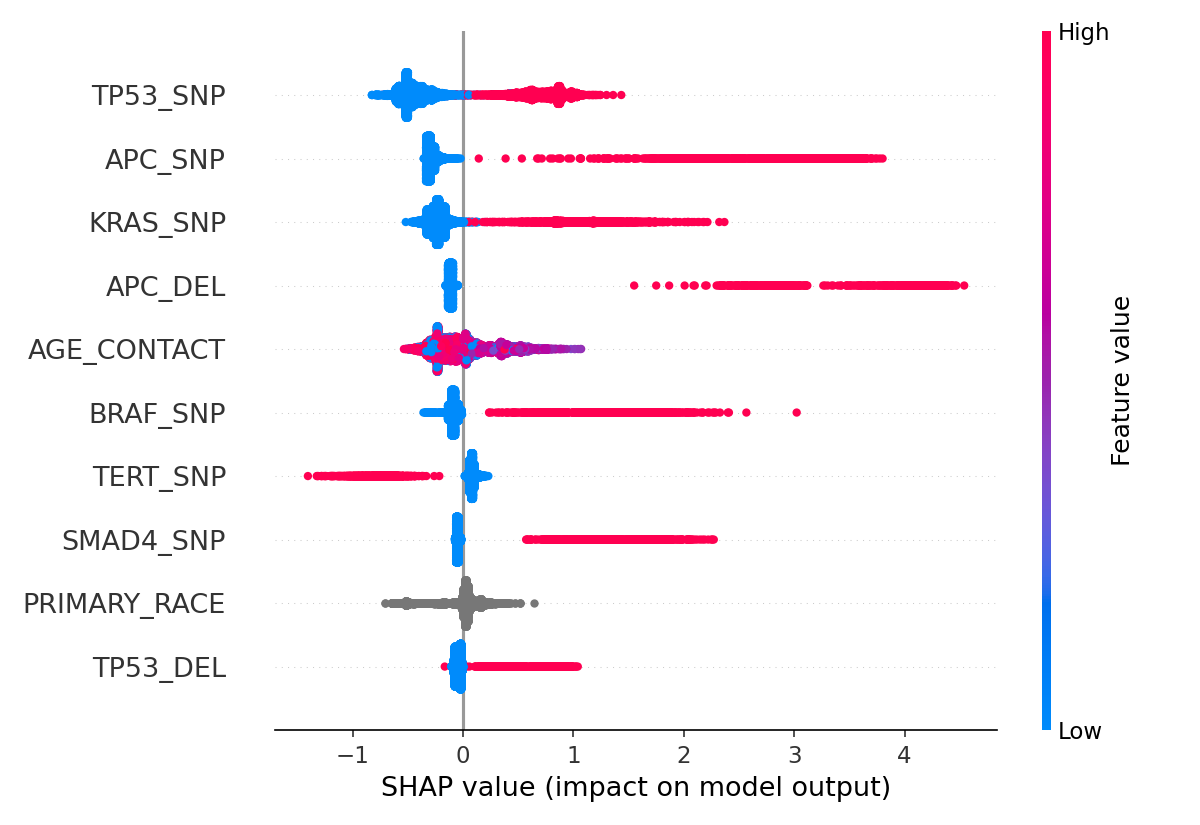 High
TP53_SNP
APC_SNP
KRAS_SNP
APC_DEL
AGE_CONTACT
BRAF_SNP
TERT_SNP
SMAD4_SNP
PRIMARY_RACE
TP53_DEL
Feature value
Low
−1 0 1 2 3 4
SHAP value (impact on model output)